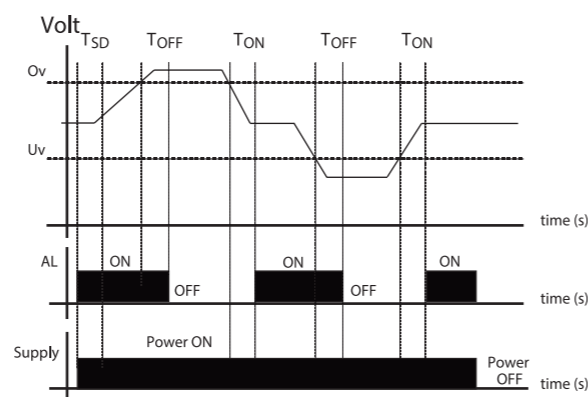 Volt
TSD TOFF TON TOFF TON
Ov
Uv
time (s)
AL ON ON ON
OFF OFF
time (s)
Supply Power ON
Power
OFF
time (s)